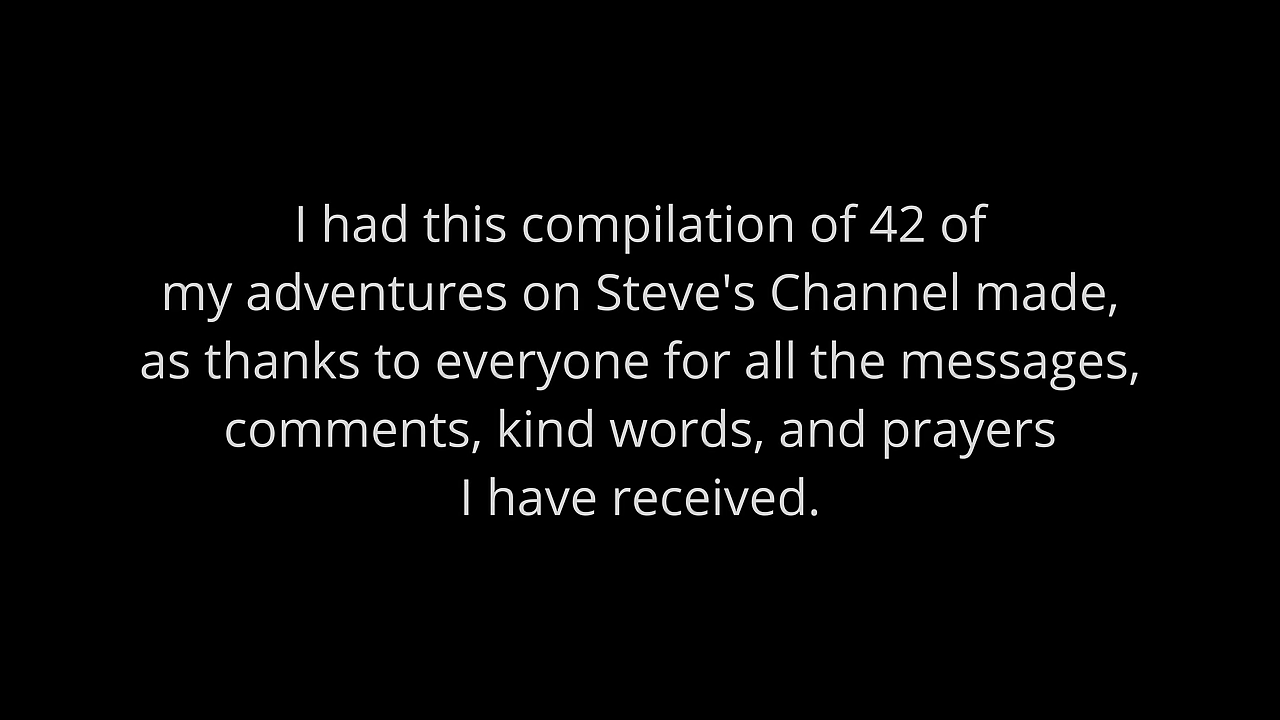 I had this compilation of 42 of
my adventures on Steve's Channel made,
as thanks to everyone for all the messages,
comments, kind words, and prayers
I have received.